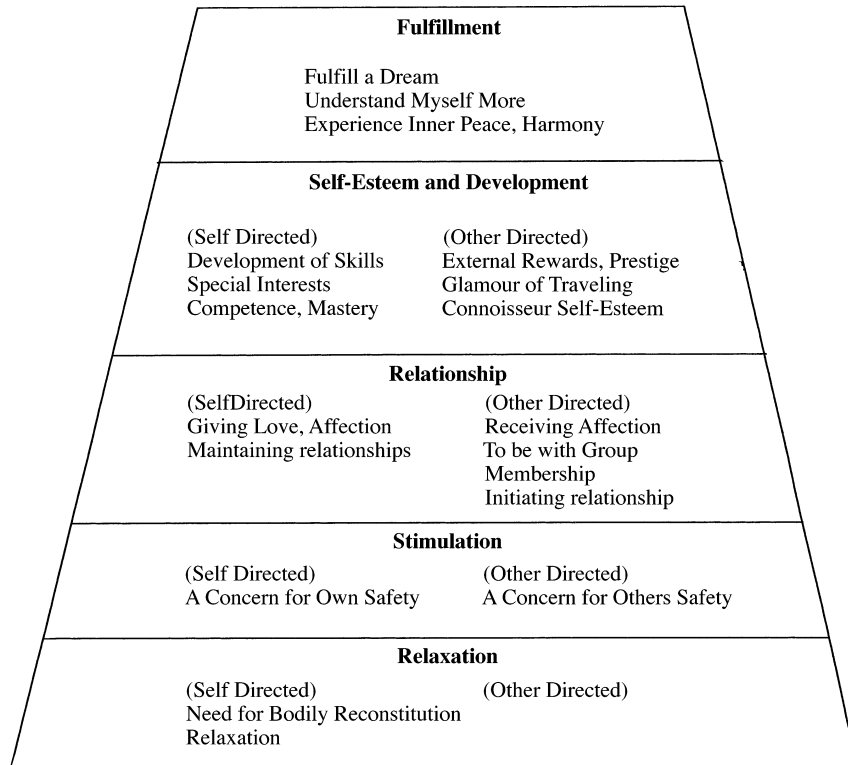 Fulfillment
Fulfill a Dream
Understand Myself More
Experience Inner Peace, Harmony
Self-Esteem and Development
(Self Directed) (Other Directed)
Development of Skills External Rewards, Prestige
Special Interests Glamour of Traveling
Competence, Mastery Connoisseur Self-Esteem
Relationship
(SelfDirected) (Other Directed)
Giving Love, Affection Receiving Affection
Maintaining relationships To be with Group
Membership
Initiating relationship
Stimulation
(Self Directed) (Other Directed)
A Concern for Own Safety A Concern for Others Safety
Relaxation
(Self Directed) (Other Directed)
Need for Bodily Reconstitution
Relaxation